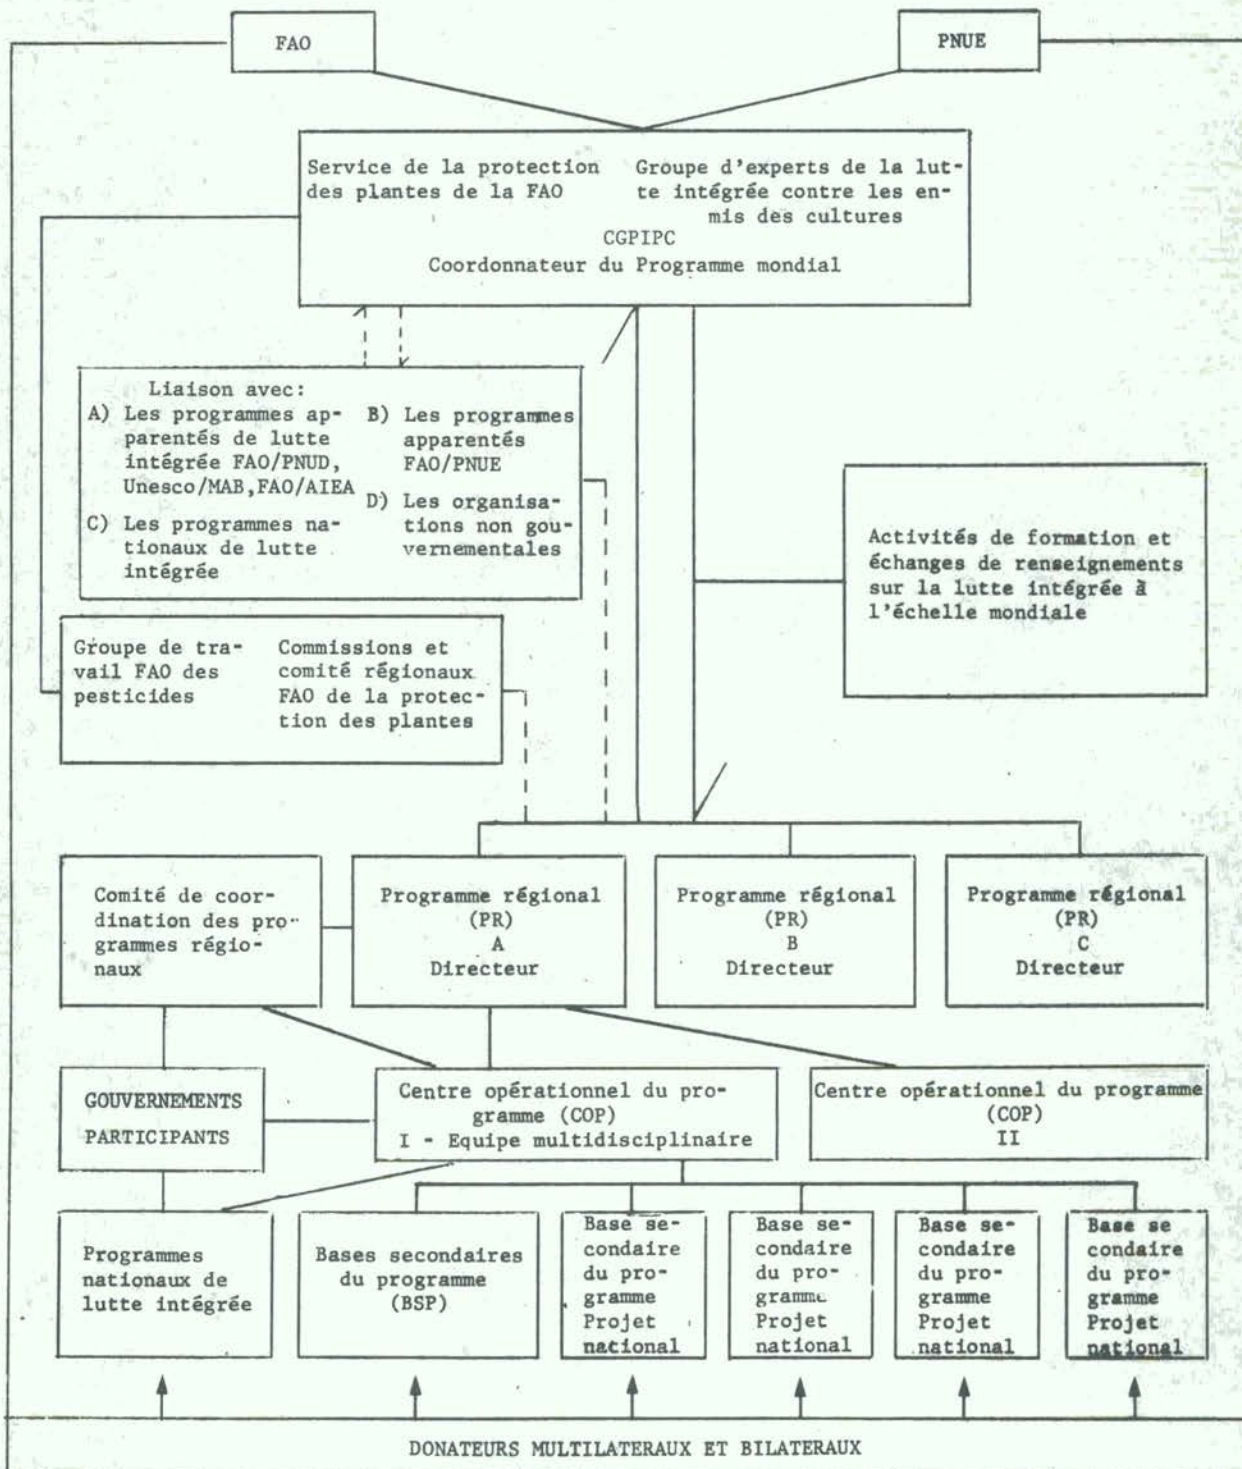 FAO
PNUE
Service de la protection
des plantes de la FAO
Groupe d'experts de la lut-
te intégrée contre les en-
mis des cultures
CGPIPC
Coordonnateur du Programme mondial
Liaison avec:
A) Les programmes ap-
parentés de lutte
intégrée FAO/PNUD,
Unesco/MAB,FAO/AIEA
B) Les programmes
apparentés
FAO/PNUE
C) Les programmes na-
tionaux de lutte
intégrée
D) Les organisa-
tions non gou-
vernementales
Activités de formation et
échanges de renseignements
sur la lutte intégrée à
l'échelle mondiale
Groupe de tra-
vail FAO des
pesticides
Commissions et
comité régionaux
FAO de la protec-
tion des plantes
Comité de coor-
dination des pro-
grammes régio-
naux
Programme régional
(PR)
A
Directeur
Programme régional
(PR)
B
Directeur
Programme régional
(PR)
C
Directeur
GOUVERNEMENTS
PARTICIPANTS
Centre opérationnel du pro-
gramme (COP)
I - Equipe multidisciplinaire
Centre opérationnel du programme
(COP)
II
Programmes
nationaux de
lutte intégrée
Bases secondaires
du programme
(BSP)
Base se-
condaire
du pro-
gramme
Projet
national
Base se-
condaire
du pro-
gramme
Projet
national
Base se-
condaire
du pro-
gramme
Projet
national
Base se
condaire
du pro-
gramme
Projet
national
DONATEURS MULTILATERAUX ET BILATERAUX